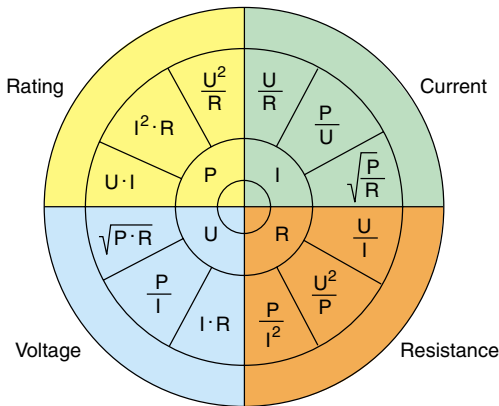 Rating
Current
U²/R
U/R
I²·R
P/U
U·I
√P/R
P
I
U
R
√P·R
U/I
P/I
U²/P
I·R
P/I²
Voltage
Resistance